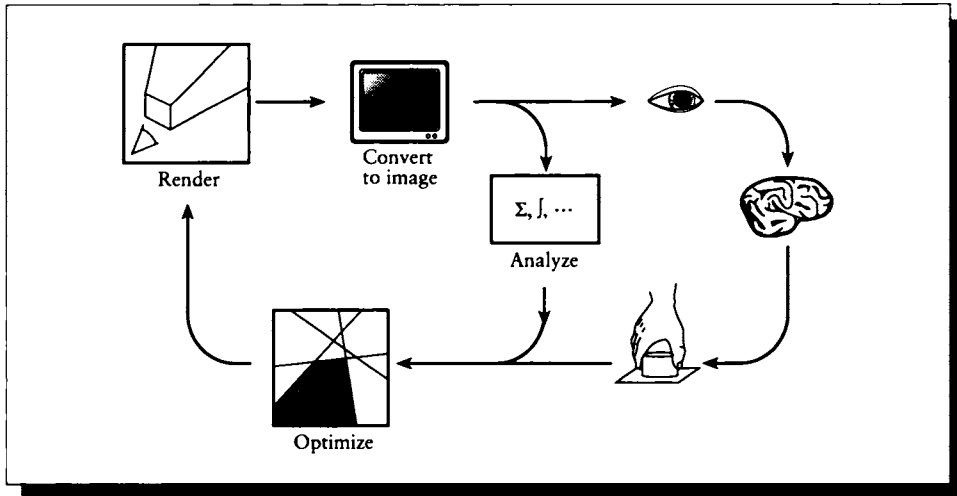 Render
Convert
to image
Σ, ∫, ···
Analyze
Optimize